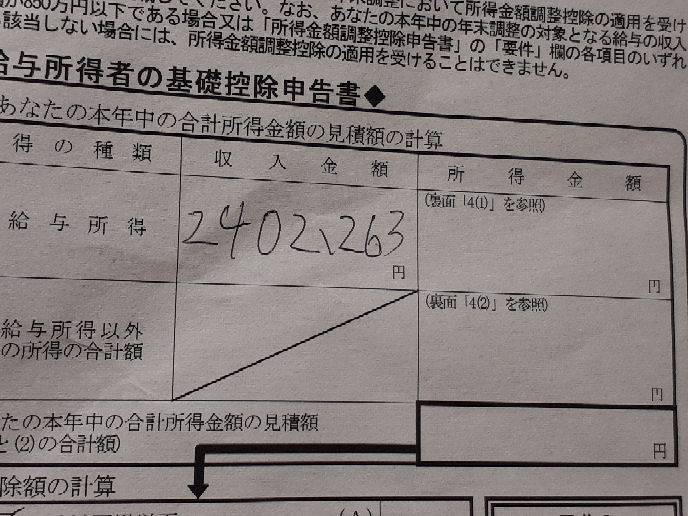 が850万円以下である場合又は「所得金額調整控除申告書」の「要件」欄の各項目のいずれ
該当しない場合には、所得金額調整控除の適用を受けることはできません。
給与所得者の基礎控除申告書◆
あなたの本年中の合計所得金額の見積額の計算
得の種類 収入金額 所得金額
(裏面「4(1)」を参照)
給与所得 2402,263 円 円
(裏面「4(2)」を参照)
給与所得以外
の所得の合計額 円
たの本年中の合計所得金額の見積額
と(2)の合計額) 円
除額の計算
(A)